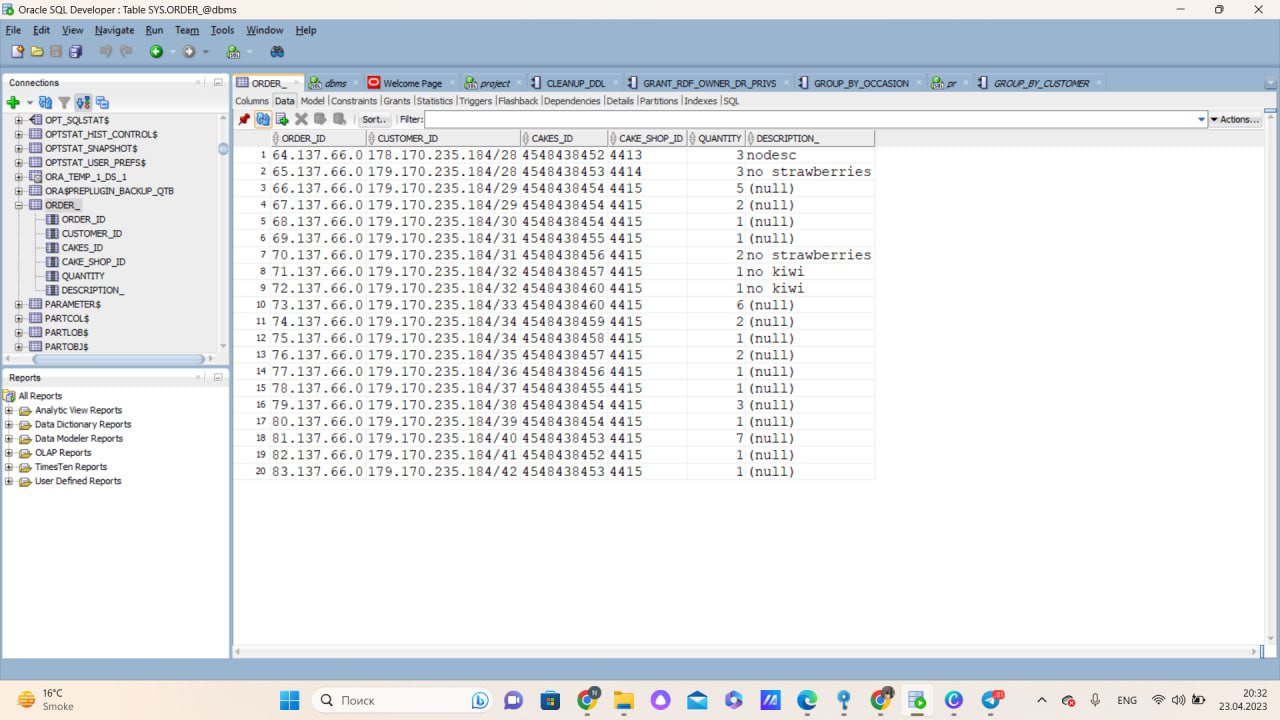 Oracle SQL Developer : Table SYS.ORDER_@dbms
File Edit View Navigate Run Team Tools Window Help
Connections
OPT_SQLSTAT$
OPTSTAT_HIST_CONTROL$
OPTSTAT_SNAPSHOT$
OPTSTAT_USER_PREFS$
ORA_TEMP_1_DS_1
ORA$PREPLUGIN_BACKUP_QTB
ORDER_
ORDER_ID
CUSTOMER_ID
CAKES_ID
CAKE_SHOP_ID
QUANTITY
DESCRIPTION_
PARAMETER$
PARTCOL$
PARTLOB$
PARTOBJ$
Reports
All Reports
Analytic View Reports
Data Dictionary Reports
Data Modeler Reports
OLAP Reports
TimesTen Reports
User Defined Reports
ORDER_ dbms Welcome Page project CLEANUP_DDL GRANT_RDF_OWNER_DR_PRIVS GROUP_BY_OCCASION pr GROUP_BY_CUSTOMER
Columns Data Model Constraints Grants Statistics Triggers Flashback Dependencies Details Partitions Indexes SQL
Sort.. Filter: Actions...
ORDER_ID CUSTOMER_ID CAKES_ID CAKE_SHOP_ID QUANTITY DESCRIPTION_
1 64.137.66.0 178.170.235.184/28 4548438452 4413 3 nodesc
2 65.137.66.0 179.170.235.184/28 4548438453 4414 3 no strawberries
3 66.137.66.0 179.170.235.184/29 4548438454 4415 5 (null)
4 67.137.66.0 179.170.235.184/29 4548438454 4415 2 (null)
5 68.137.66.0 179.170.235.184/30 4548438454 4415 1 (null)
6 69.137.66.0 179.170.235.184/31 4548438455 4415 1 (null)
7 70.137.66.0 179.170.235.184/31 4548438456 4415 2 no strawberries
8 71.137.66.0 179.170.235.184/32 4548438457 4415 1 no kiwi
9 72.137.66.0 179.170.235.184/32 4548438460 4415 1 no kiwi
10 73.137.66.0 179.170.235.184/33 4548438460 4415 6 (null)
11 74.137.66.0 179.170.235.184/34 4548438459 4415 2 (null)
12 75.137.66.0 179.170.235.184/34 4548438458 4415 1 (null)
13 76.137.66.0 179.170.235.184/35 4548438457 4415 2 (null)
14 77.137.66.0 179.170.235.184/36 4548438456 4415 1 (null)
15 78.137.66.0 179.170.235.184/37 4548438455 4415 1 (null)
16 79.137.66.0 179.170.235.184/38 4548438454 4415 3 (null)
17 80.137.66.0 179.170.235.184/39 4548438454 4415 1 (null)
18 81.137.66.0 179.170.235.184/40 4548438453 4415 7 (null)
19 82.137.66.0 179.170.235.184/41 4548438452 4415 1 (null)
20 83.137.66.0 179.170.235.184/42 4548438453 4415 1 (null)
16°C
Smoke
Поиск
ENG
20:32
23.04.2023